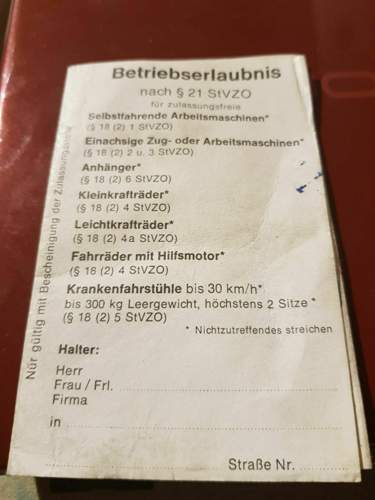 Betriebserlaubnis
nach § 21 StVZO
für zulassungsfreie
Selbstfahrende Arbeitsmaschinen*
(§ 18 (2) 1 StVZO)
Einachsige Zug- oder Arbeitsmaschinen*
(§ 18 (2) 2 u. 3 StVZO)
Anhänger*
(§ 18 (2) 6 StVZO)
Kleinkrafträder*
(§ 18 (2) 4 StVZO)
Leichtkrafträder*
(§ 18 (2) 4a StVZO)
Fahrräder mit Hilfsmotor*
(§ 18 (2) 4 StVZO)
Krankenfahrstühle bis 30 km/h*
bis 300 kg Leergewicht, höchstens 2 Sitze *
(§ 18 (2) 5 StVZO)
* Nichtzutreffendes streichen
Halter:
Herr
Frau / Frl.
Firma
in
Straße Nr.
Nur gültig mit Bescheinigung der Zulassungsstelle